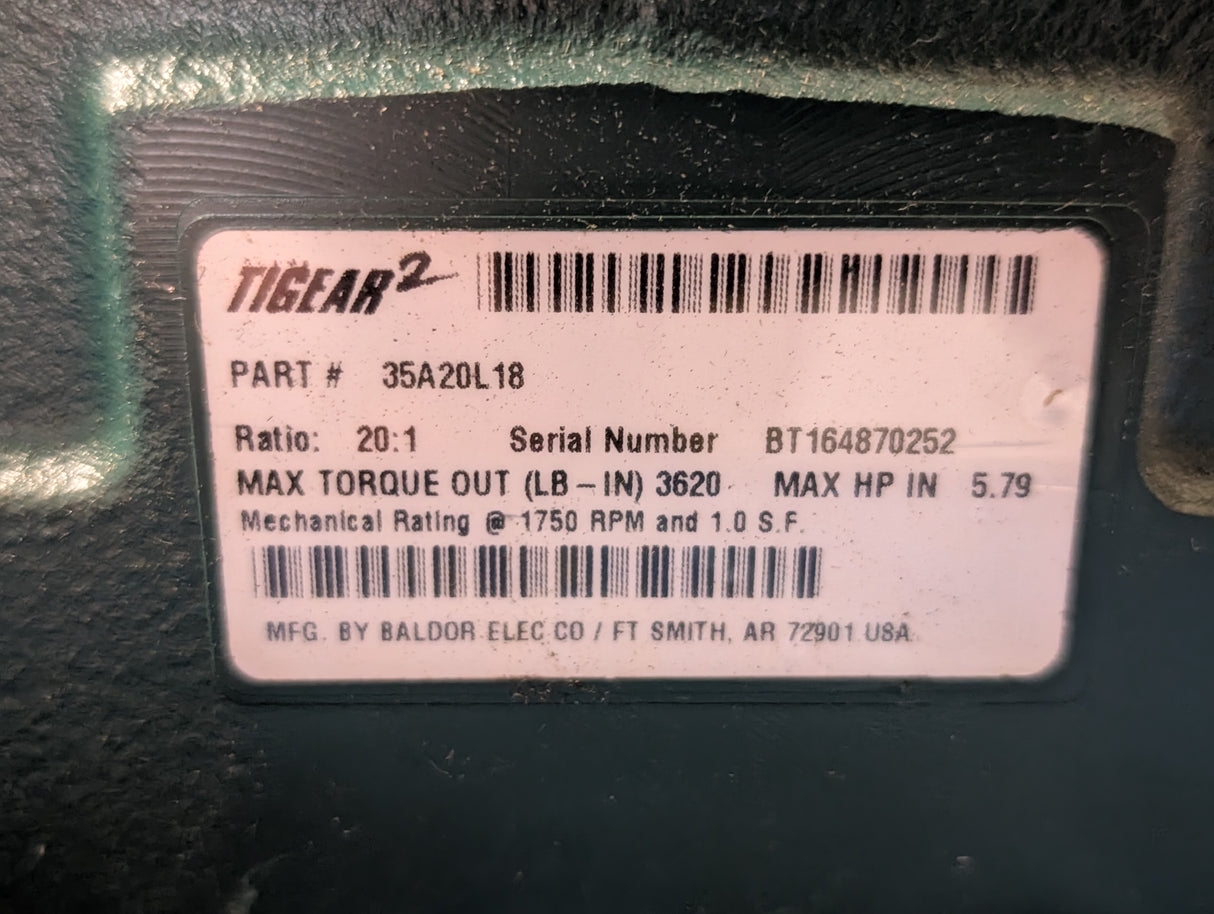 TIGEAR2
PART # 35A20L18
Ratio: 20:1 Serial Number BT164870252
MAX TORQUE OUT (LB-IN) 3620 MAX HP IN 5.79
Mechanical Rating @ 1750 RPM and 1.0 S.F.
MFG. BY BALDOR ELEC CO / FT SMITH, AR 72901 USA